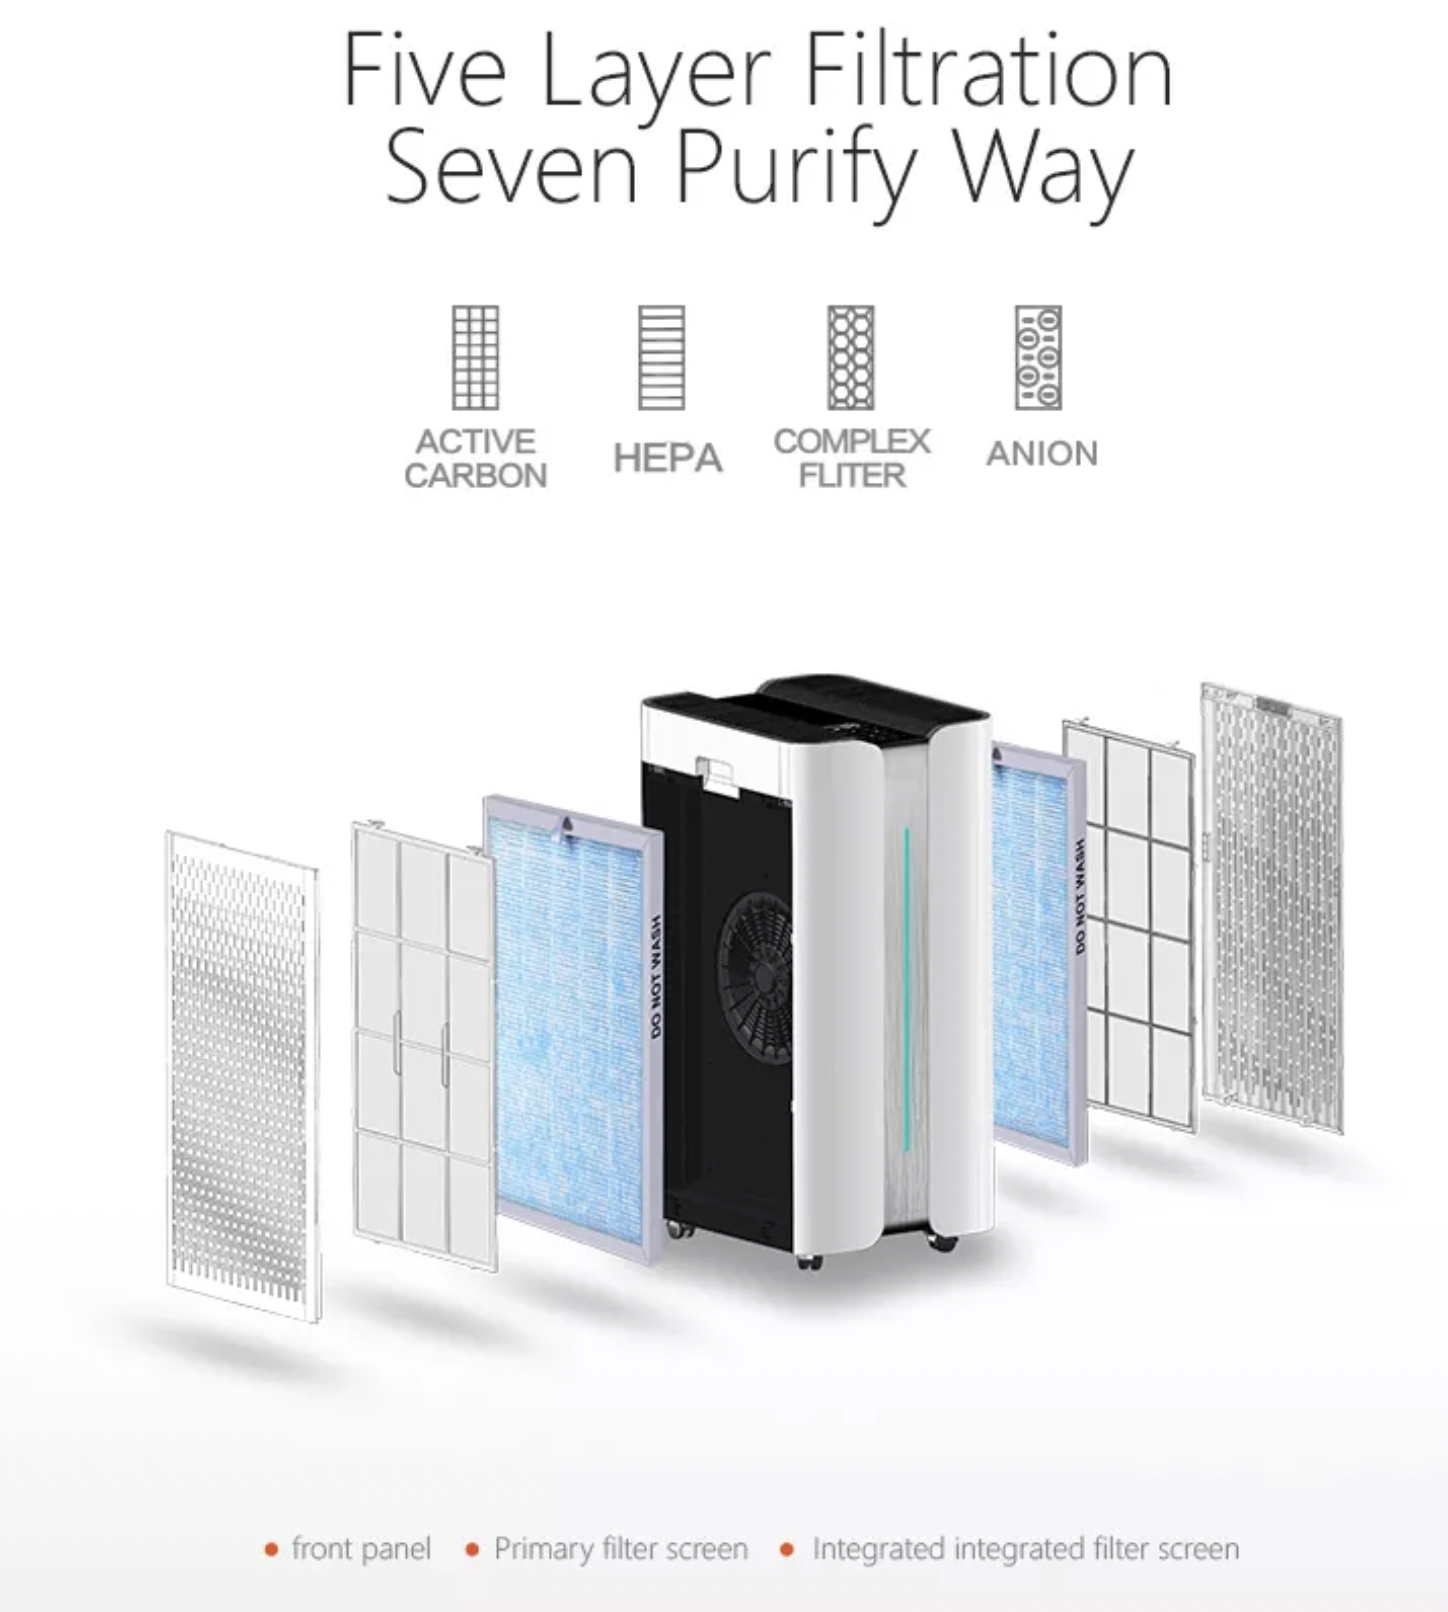 Five Layer Filtration
Seven Purify Way
ACTIVE
CARBON
HEPA
COMPLEX
FLITER
ANION
DO NOT WASH
DO NOT WASH
front panel
Primary filter screen
Integrated integrated filter screen